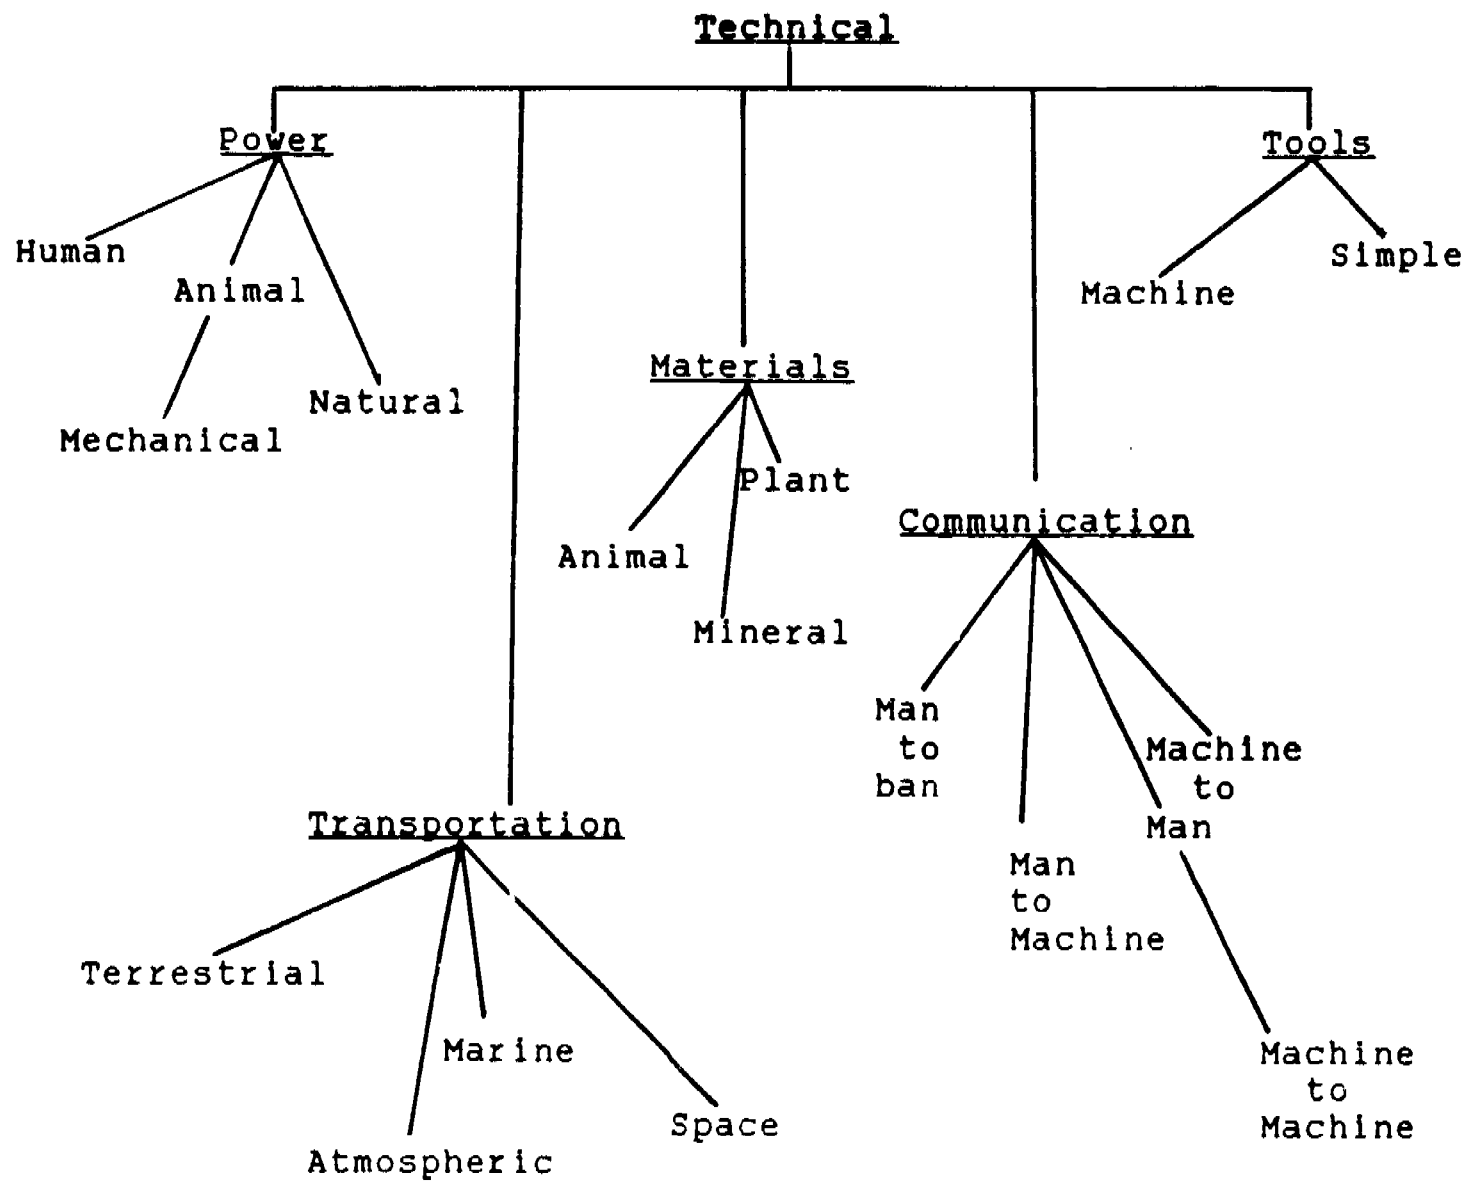 Technical
Power
Tools
Human
Simple
Animal
Machine
Materials
Natural
Mechanical
Plant
Communication
Animal
Mineral
Man
to
ban
Machine
to
Man
Transportation
Man
to
Machine
Terrestrial
Marine
Machine
to
Machine
Space
Atmospheric